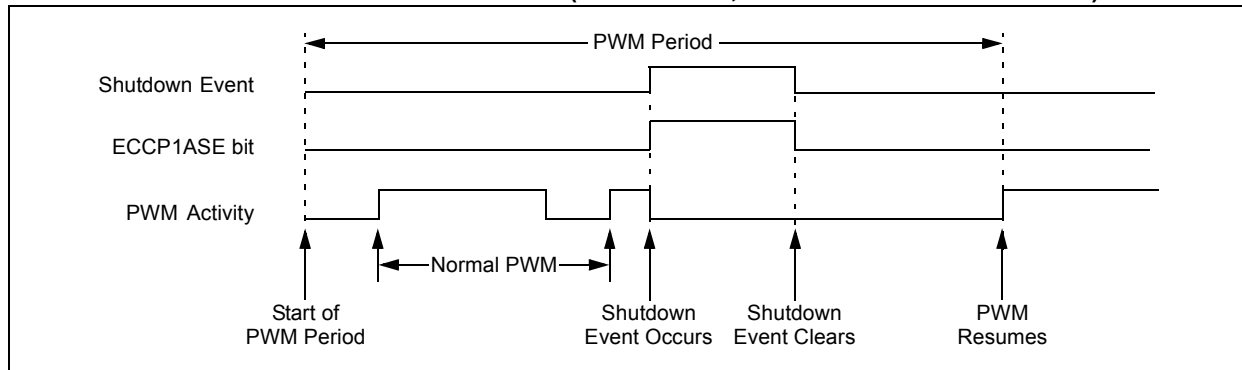 PWM Period
Shutdown Event
ECCP1ASE bit
PWM Activity
Normal PWM
Start of
PWM Period
Shutdown
Event Occurs
Shutdown
Event Clears
PWM
Resumes